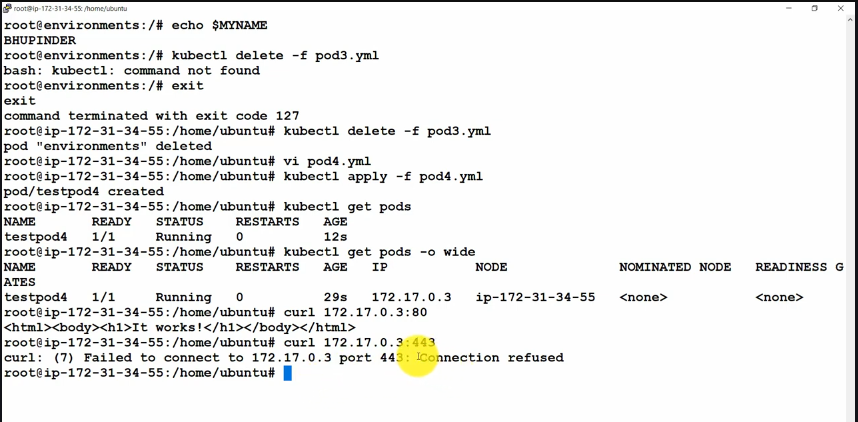 root@ip-172-31-34-55: /home/ubuntu
root@environments:/# echo $MYNAME
BHUPINDER
root@environments:/# kubectl delete -f pod3.yml
bash: kubectl: command not found
root@environments:/# exit
exit
command terminated with exit code 127
root@ip-172-31-34-55:/home/ubuntu# kubectl delete -f pod3.yml
pod "environments" deleted
root@ip-172-31-34-55:/home/ubuntu# vi pod4.yml
root@ip-172-31-34-55:/home/ubuntu# kubectl apply -f pod4.yml
pod/testpod4 created
root@ip-172-31-34-55:/home/ubuntu# kubectl get pods
NAME READY STATUS RESTARTS AGE
testpod4 1/1 Running 0 12s
root@ip-172-31-34-55:/home/ubuntu# kubectl get pods -o wide
NAME READY STATUS RESTARTS AGE IP NODE NOMINATED NODE READINESS G
ATES
testpod4 1/1 Running 0 29s 172.17.0.3 ip-172-31-34-55 <none> <none>
root@ip-172-31-34-55:/home/ubuntu# curl 172.17.0.3:80
<html><body><h1>It works!</h1></body></html>
root@ip-172-31-34-55:/home/ubuntu# curl 172.17.0.3:443
curl: (7) Failed to connect to 172.17.0.3 port 443: Connection refused
root@ip-172-31-34-55:/home/ubuntu#